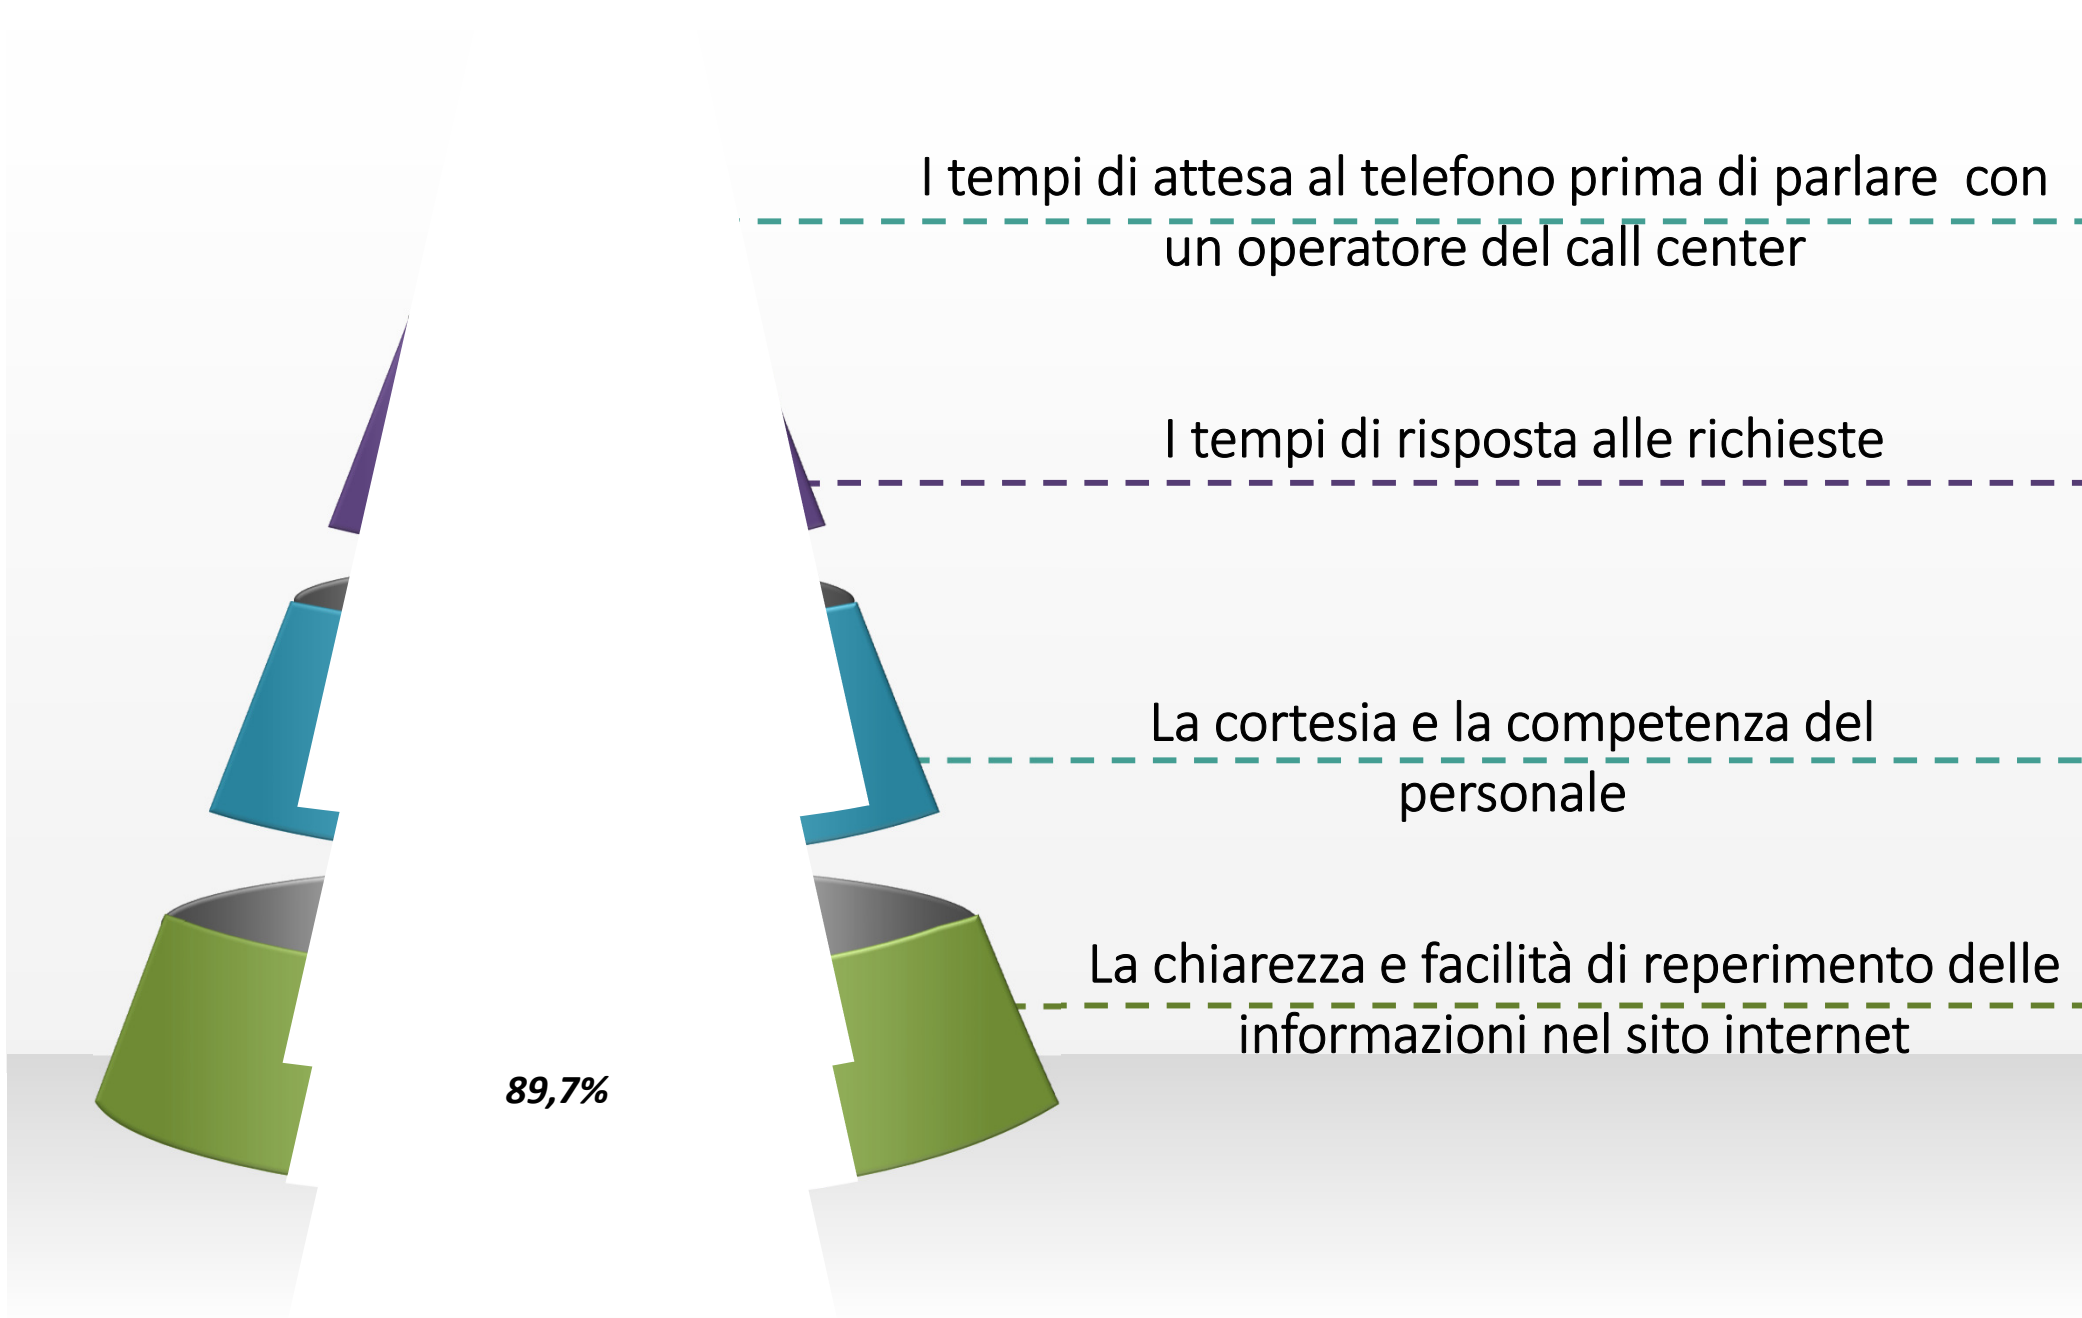 I tempi di attesa al telefono prima di parlare  con
un operatore del call center
I tempi di risposta alle richieste
La cortesia e la competenza del
personale
La chiarezza e facilità di reperimento delle
informazioni nel sito internet
89,7%